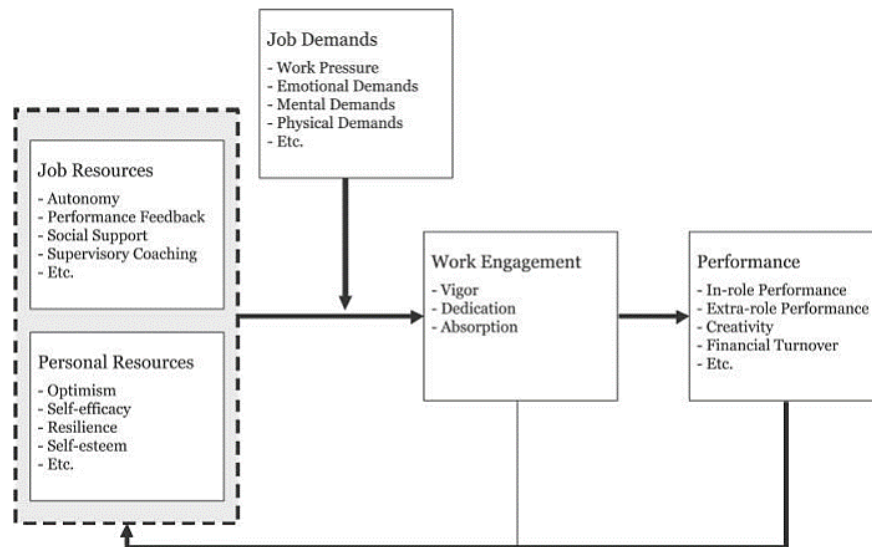 Job Demands
- Work Pressure
- Emotional Demands
- Mental Demands
- Physical Demands
- Etc.
Job Resources
- Autonomy
- Performance Feedback
- Social Support
- Supervisory Coaching
- Etc.
Personal Resources
- Optimism
- Self-efficacy
- Resilience
- Self-esteem
- Etc.
Work Engagement
- Vigor
- Dedication
- Absorption
Performance
- In-role Performance
- Extra-role Performance
- Creativity
- Financial Turnover
- Etc.